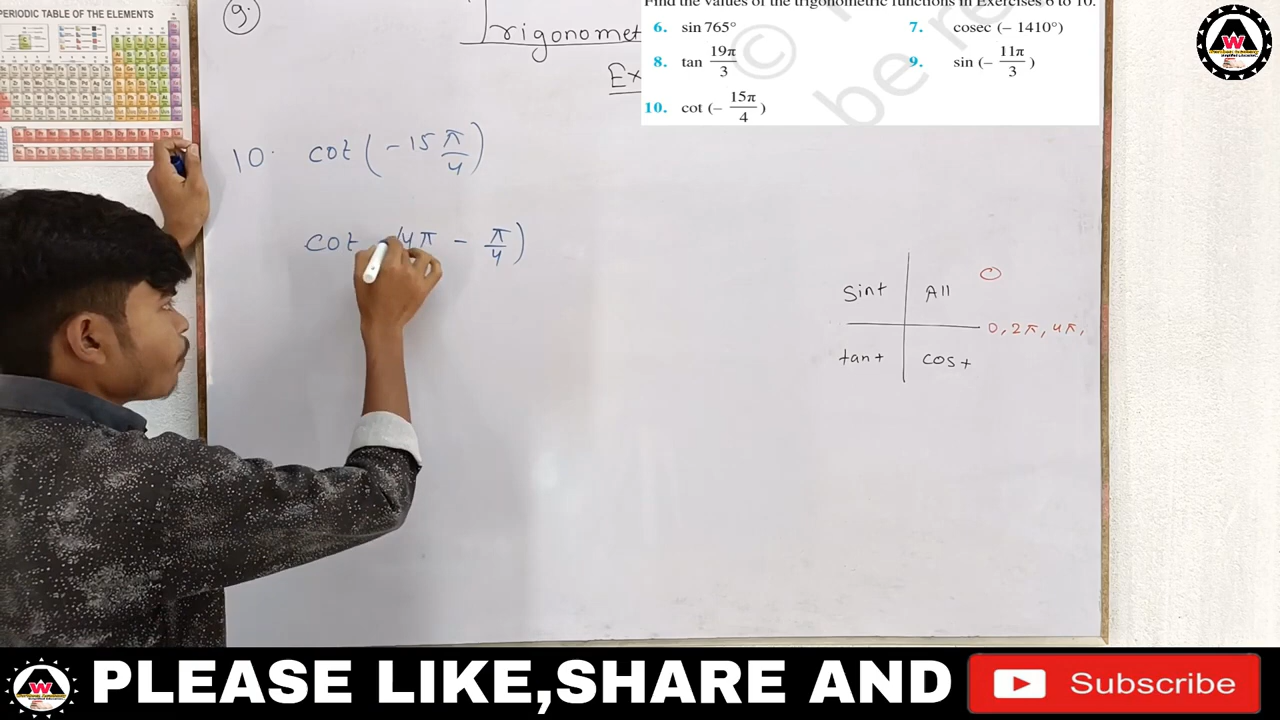 PERIODIC TABLE OF THE ELEMENTS
9.
Trigonomet
Ex
Find the values of the trigonometric functions in Exercises 6 to 10.
6. sin 765°
7. cosec (– 1410°)
8. tan 19π/3
9. sin (– 11π/3)
10. cot (– 15π/4)
10. cot (-15 π/4)
cot (4π - π/4)
Sin+ All
0, 2π, 4π,
tan+ cos+
W
W
PLEASE LIKE,SHARE AND
Subscribe